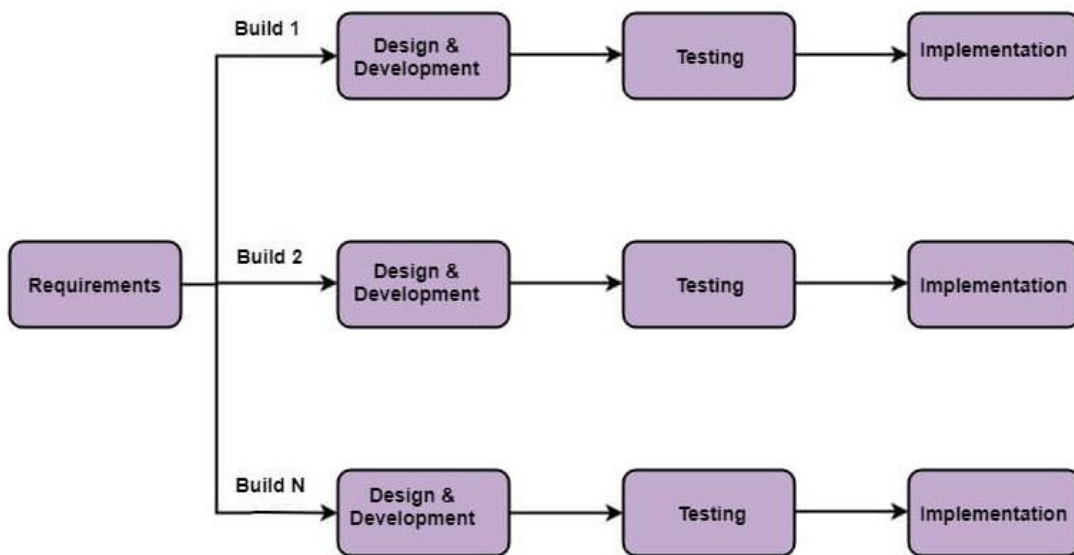 Build 1
Design &
Development
Testing
Implementation
Requirements
Build 2
Design &
Development
Testing
Implementation
Build N
Design &
Development
Testing
Implementation